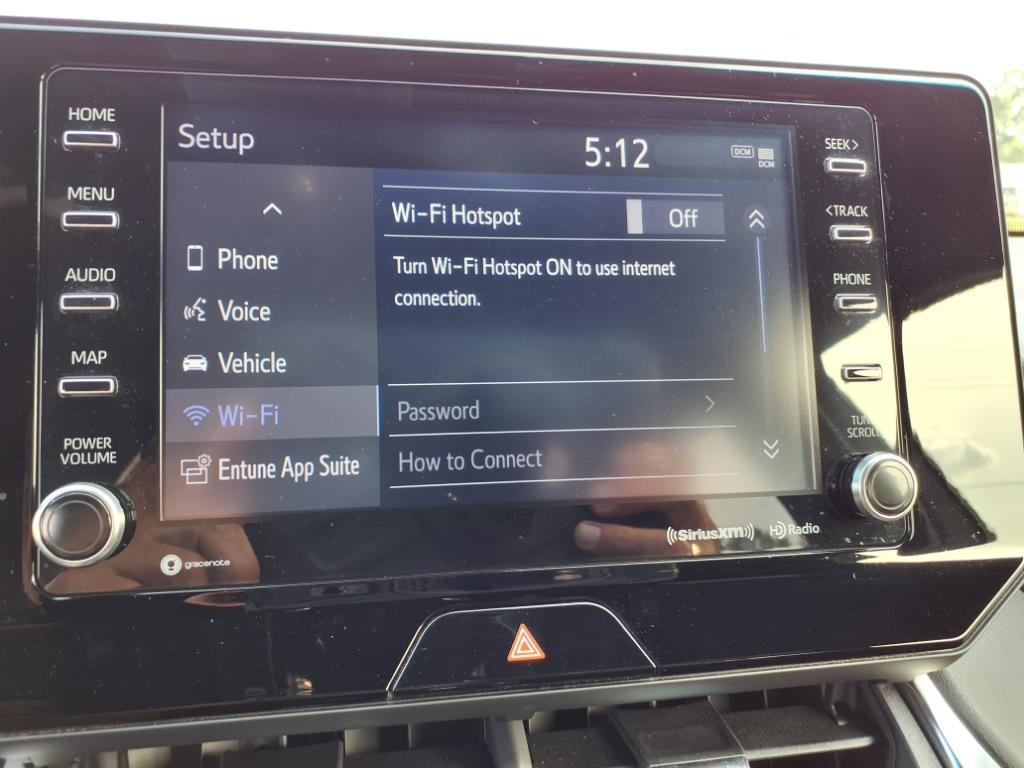 HOME
MENU
AUDIO
MAP
POWER
VOLUME
Setup
5:12
DCM
DCM
Phone
Voice
Vehicle
Wi-Fi
Entune App Suite
Wi-Fi Hotspot
Off
Turn Wi-Fi Hotspot ON to use internet
connection.
Password
How to Connect
SEEK>
<TRACK
PHONE
SCROLL
gracenote
((SiriusXM))
HD Radio